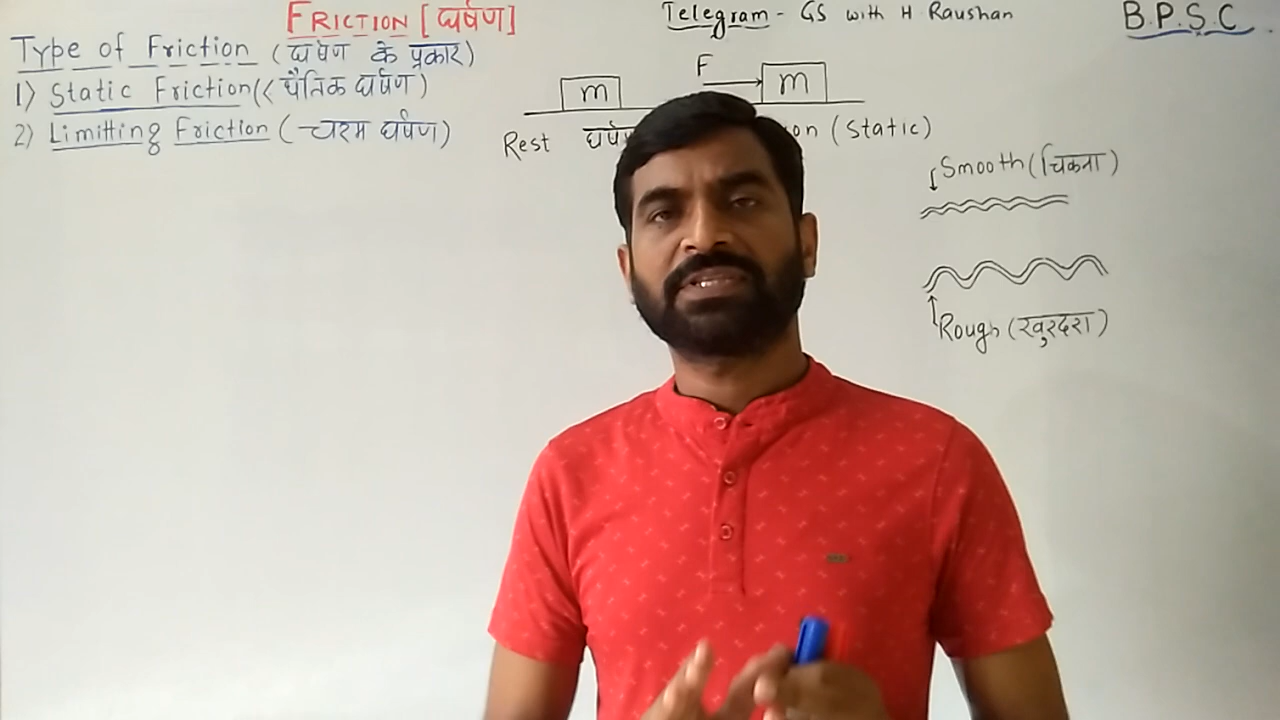 FRICTION [घर्षण]
Telegram - GS with H Raushan
B.P.S.C
Type of Friction (घर्षण के प्रकार)
1) Static Friction (स्थैतिक घर्षण)
2) Limitting Friction (चरम घर्षण)
m
F
m
Rest
(Static)
Smooth (चिकना)
Rough (खुरदरा)